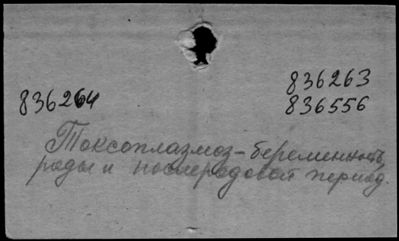 836263
836264
836556
Токсоплазмоз-беременность,
роды и послеродовой период.